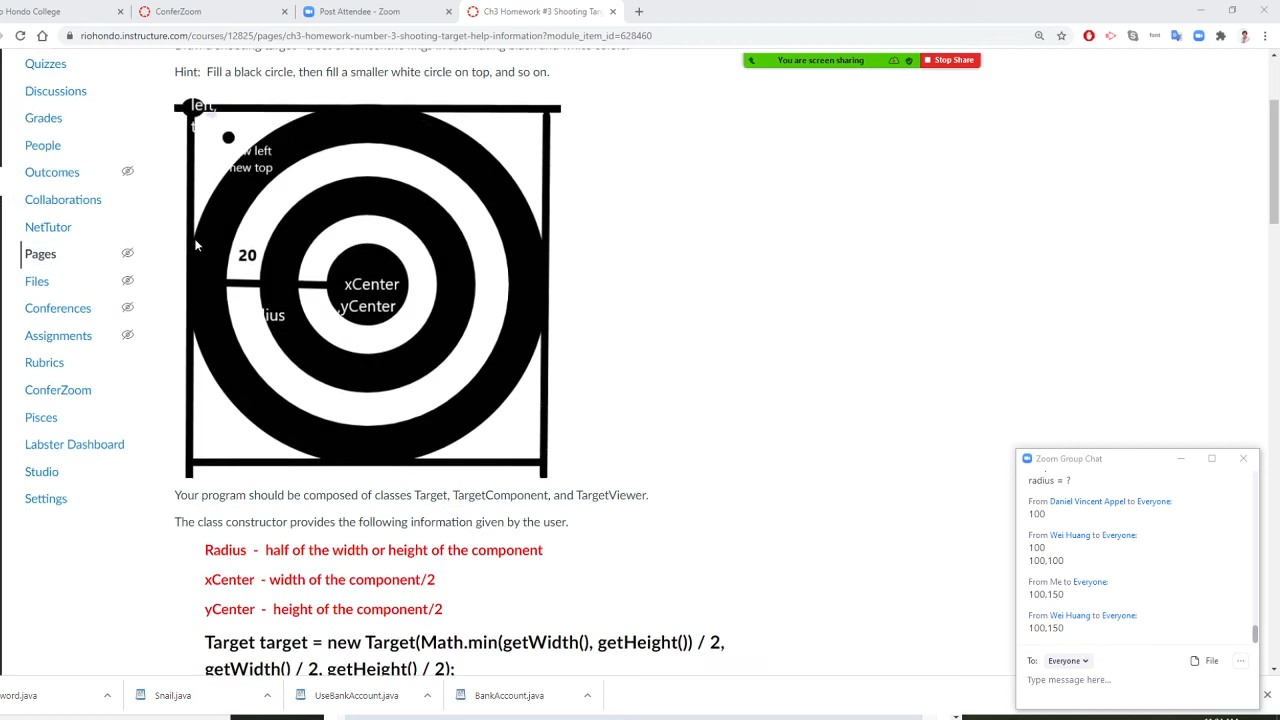 o Hondo College
ConferZoom
Post Attendee - Zoom
Ch3 Homework #3 Shooting Tar
riohondo.instructure.com/courses/12825/pages/ch3-homework-number-3-shooting-target-help-information?module_item_id=628460
font
You are screen sharing
Stop Share
Quizzes
Discussions
Grades
People
Outcomes
Collaborations
NetTutor
Pages
Files
Conferences
Assignments
Rubrics
ConferZoom
Pisces
Labster Dashboard
Studio
Settings
Hint: Fill a black circle, then fill a smaller white circle on top, and so on.
left,
t
w left
new top
20
dius
xCenter
,yCenter
Your program should be composed of classes Target, TargetComponent, and TargetViewer.
The class constructor provides the following information given by the user.
Radius - half of the width or height of the component
xCenter - width of the component/2
yCenter - height of the component/2
Target target = new Target(Math.min(getWidth(), getHeight()) / 2,
getWidth() / 2, getHeight() / 2);
Zoom Group Chat
radius = ?
From Daniel Vincent Appel to Everyone:
100
From Wei Huang to Everyone:
100
100,100
From Me to Everyone:
100,150
From Wei Huang to Everyone:
100,150
To: Everyone
File
Type message here...
word.java
Snail.java
UseBankAccount.java
BankAccount.java